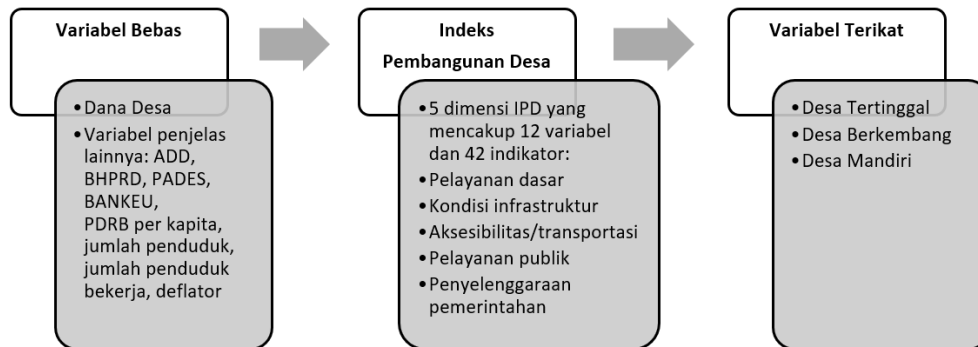 Variabel Bebas
• Dana Desa
• Variabel penjelas
lainnya: ADD,
BHPRD, PADES,
BANKEU,
PDRB per kapita,
jumlah penduduk,
jumlah penduduk
bekerja, deflator
Indeks
Pembangunan Desa
• 5 dimensi IPD yang
mencakup 12 variabel
dan 42 indikator:
• Pelayanan dasar
• Kondisi infrastruktur
• Aksesibilitas/transportasi
• Pelayanan publik
• Penyelenggaraan
pemerintahan
Variabel Terikat
• Desa Tertinggal
• Desa Berkembang
• Desa Mandiri